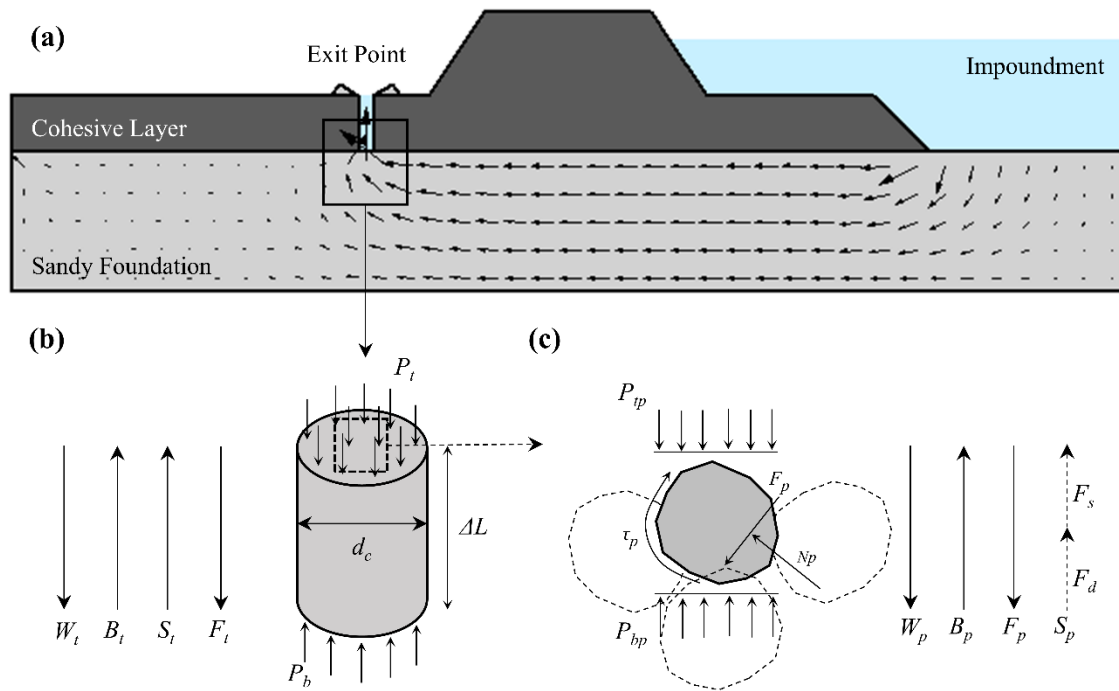 (a)
Exit Point
Impoundment
Cohesive Layer
Sandy Foundation
(b)
(c)
P_t
P_tp
F_p
F_s
ΔL
τ_p
d_c
N_p
F_d
W_t B_t S_t F_t
P_bp
W_p B_p F_p S_p
P_b